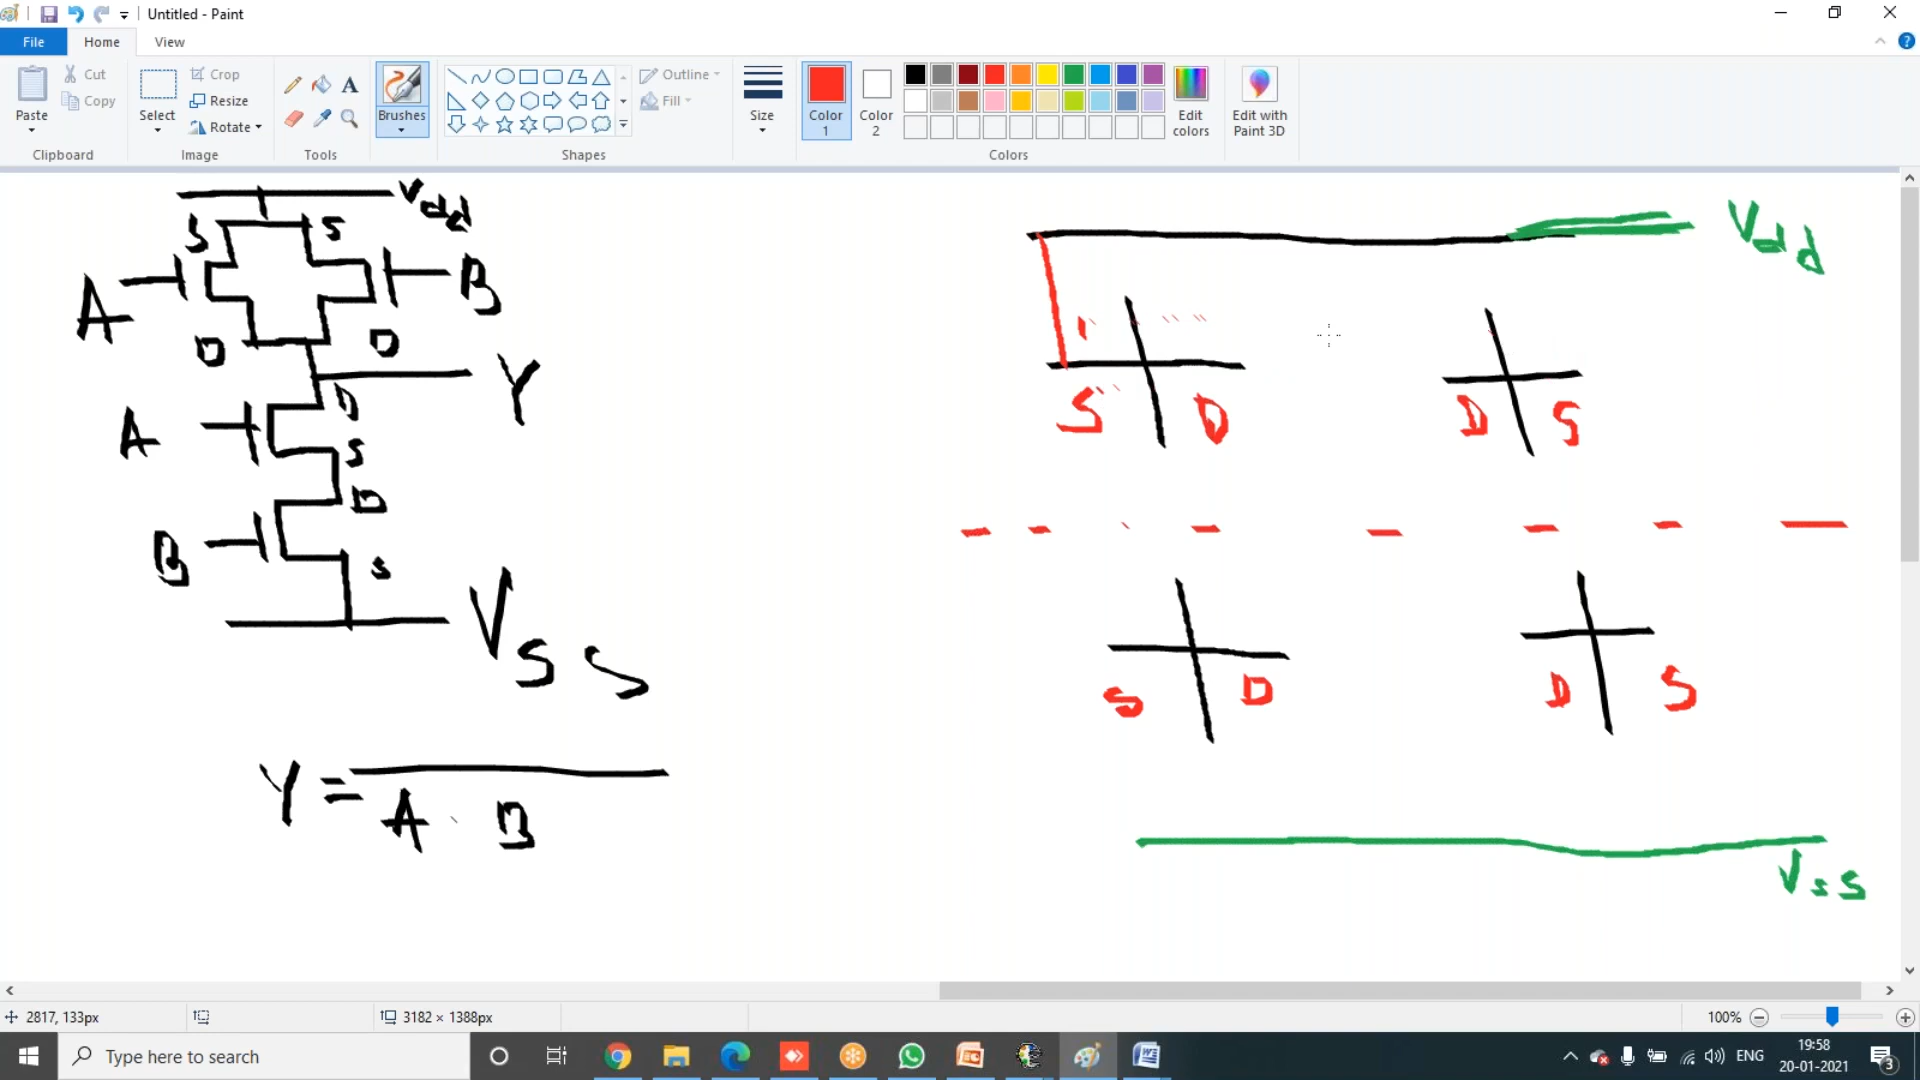 Untitled - Paint
File Home View
Paste Cut Copy Select Crop Resize Rotate Brushes Outline Fill Size Color 1 Color 2 Edit colors Edit with Paint 3D
Clipboard Image Tools Shapes Colors
Vdd
S S
A B
D D
Y
A D
S
D
B S
Vss
Y = A . B
Vdd
S D D S
S D D S
Vss
2817, 133px 3182 × 1388px 100%
Type here to search ENG 19:58 20-01-2021 3